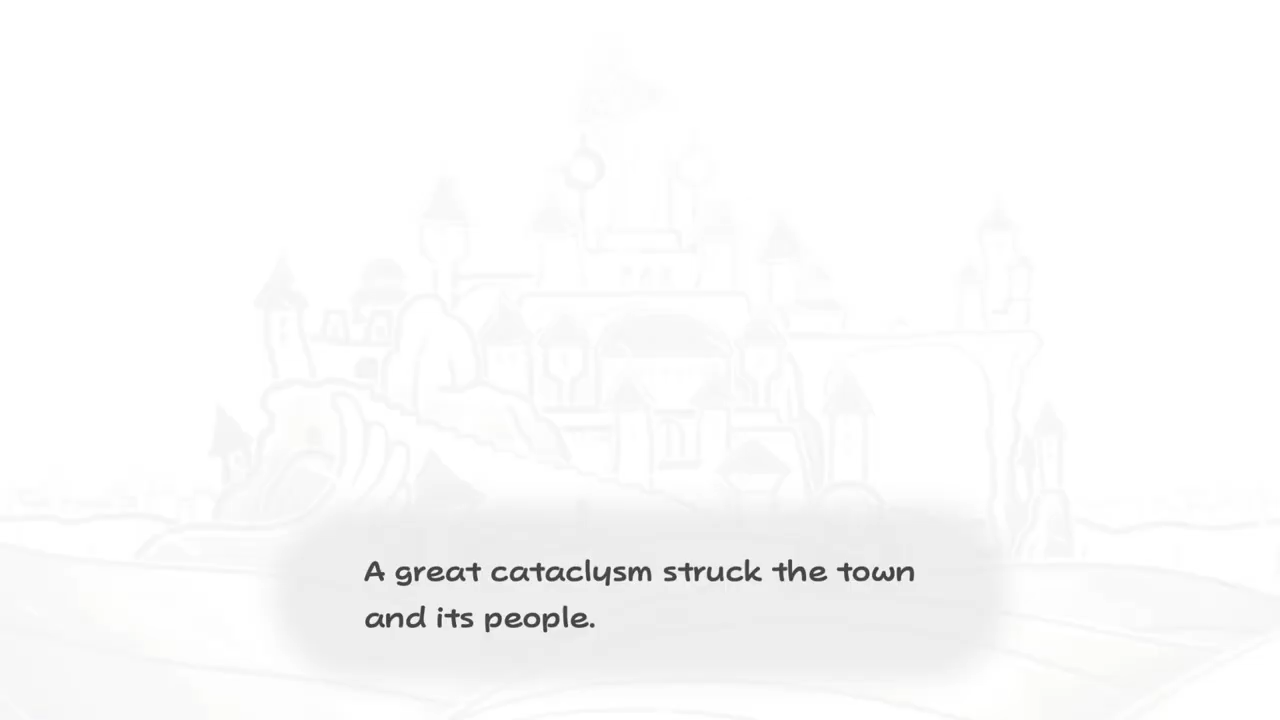 A great cataclysm struck the town
and its people.